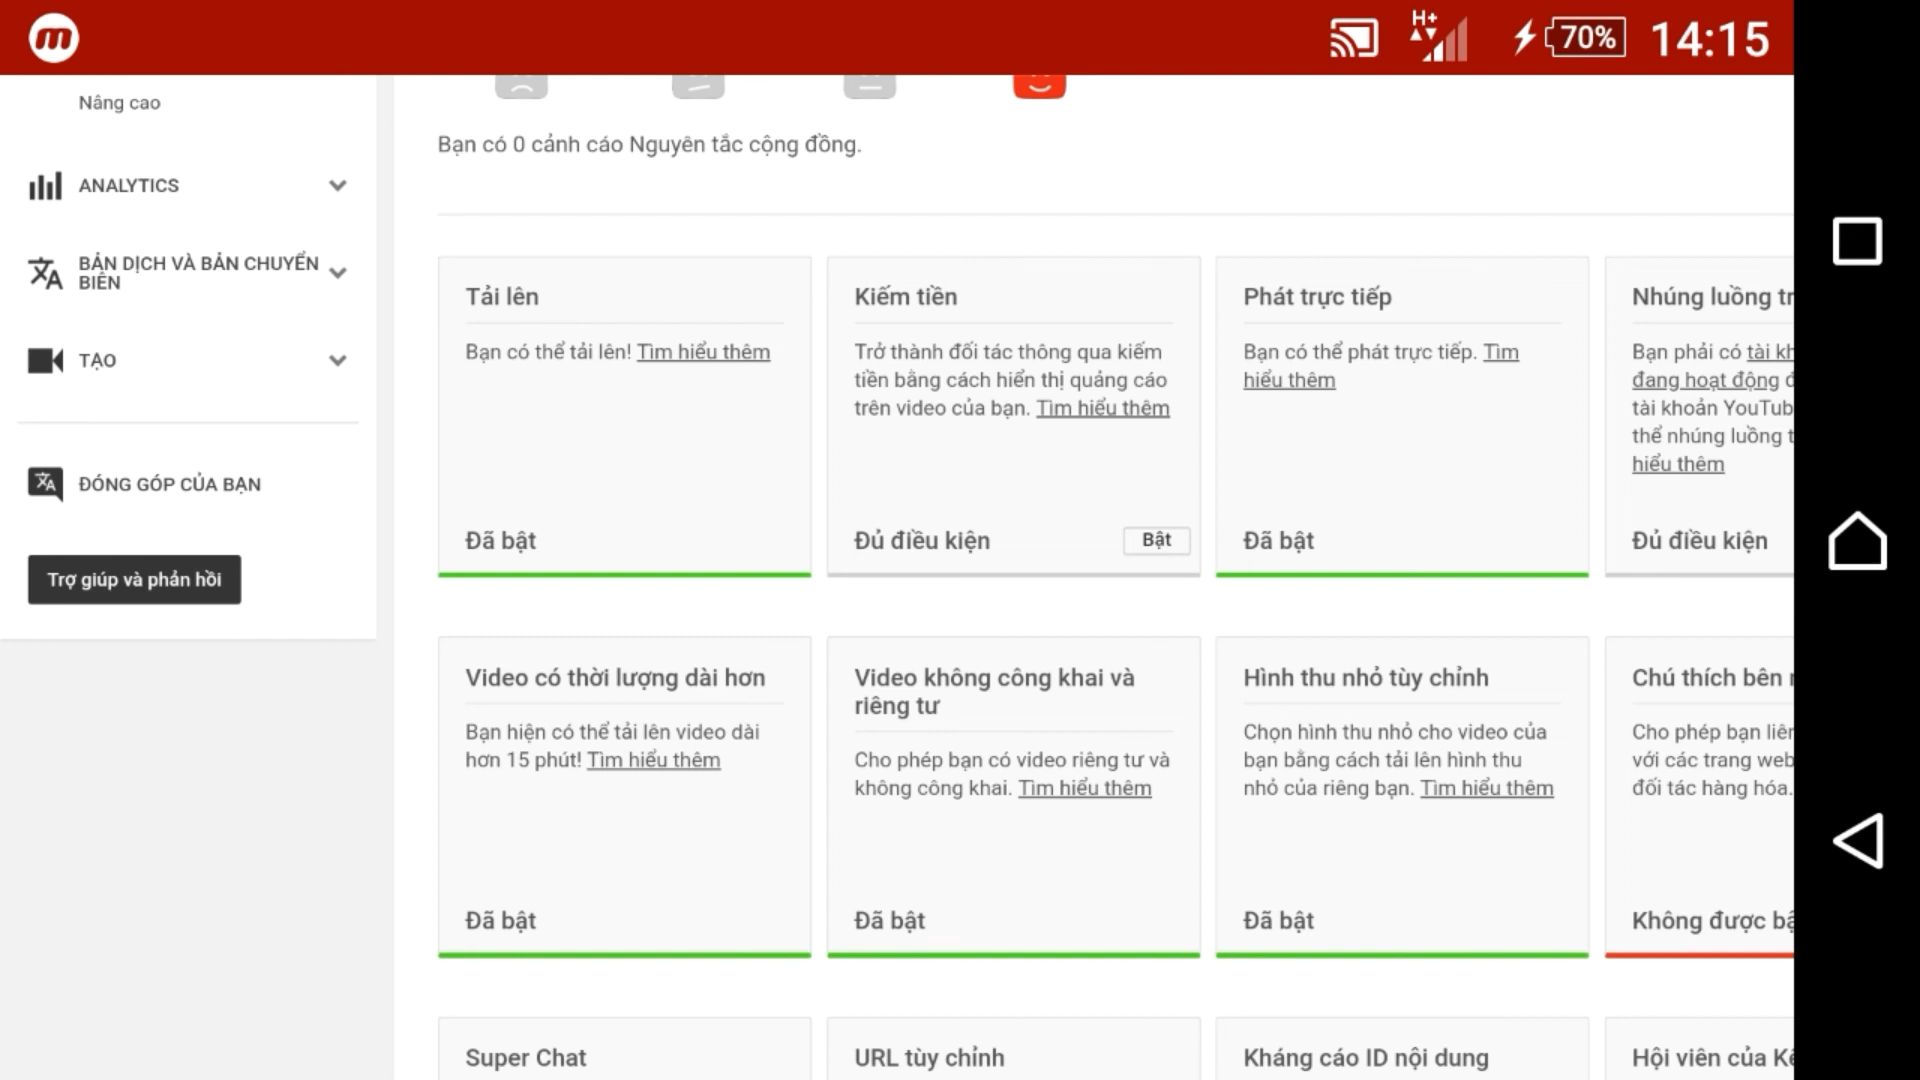 H+
70%
14:15
Nâng cao
ANALYTICS
BẢN DỊCH VÀ BẢN CHUYỂN
BIÊN
TẠO
ĐÓNG GÓP CỦA BẠN
Trợ giúp và phản hồi
Bạn có 0 cảnh cáo Nguyên tắc cộng đồng.
Tải lên
Bạn có thể tải lên! Tìm hiểu thêm
Đã bật
Kiếm tiền
Trở thành đối tác thông qua kiếm
tiền bằng cách hiển thị quảng cáo
trên video của bạn. Tìm hiểu thêm
Đủ điều kiện
Bật
Phát trực tiếp
Bạn có thể phát trực tiếp. Tìm
hiểu thêm
Đã bật
Nhúng luồng
Bạn phải có tài
đang hoạt động
tài khoản
thể nhúng luồng
hiểu thêm
Đủ điều kiện
Video có thời lượng dài hơn
Bạn hiện có thể tải lên video dài
hơn 15 phút! Tìm hiểu thêm
Đã bật
Video không công khai và
riêng tư
Cho phép bạn có video riêng tư và
không công khai. Tìm hiểu thêm
Đã bật
Hình thu nhỏ tùy chỉnh
Chọn hình thu nhỏ cho video của
bạn bằng cách tải lên hình thu
nhỏ của riêng bạn. Tìm hiểu thêm
Đã bật
Chú thích bên
Cho phép bạn
với các trang web
đối tác hàng hóa.
Không được
Super Chat
URL tùy chỉnh
Kháng cáo ID nội dung
Hội viên của